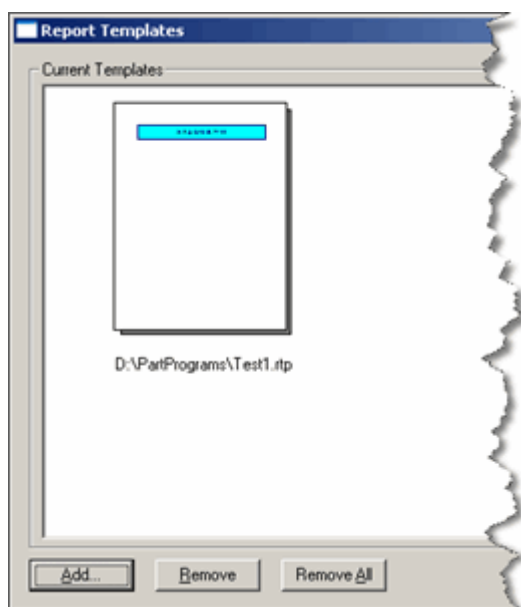 Report Templates
Current Templates
D:\PartPrograms\Test1.rtp
Add... Remove Remove All